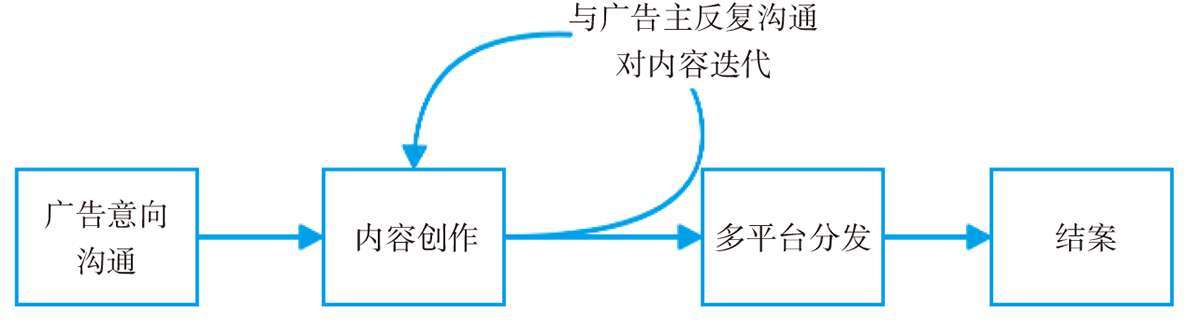 与广告主反复沟通
对内容迭代
广告意向
沟通
内容创作
多平台分发
结案